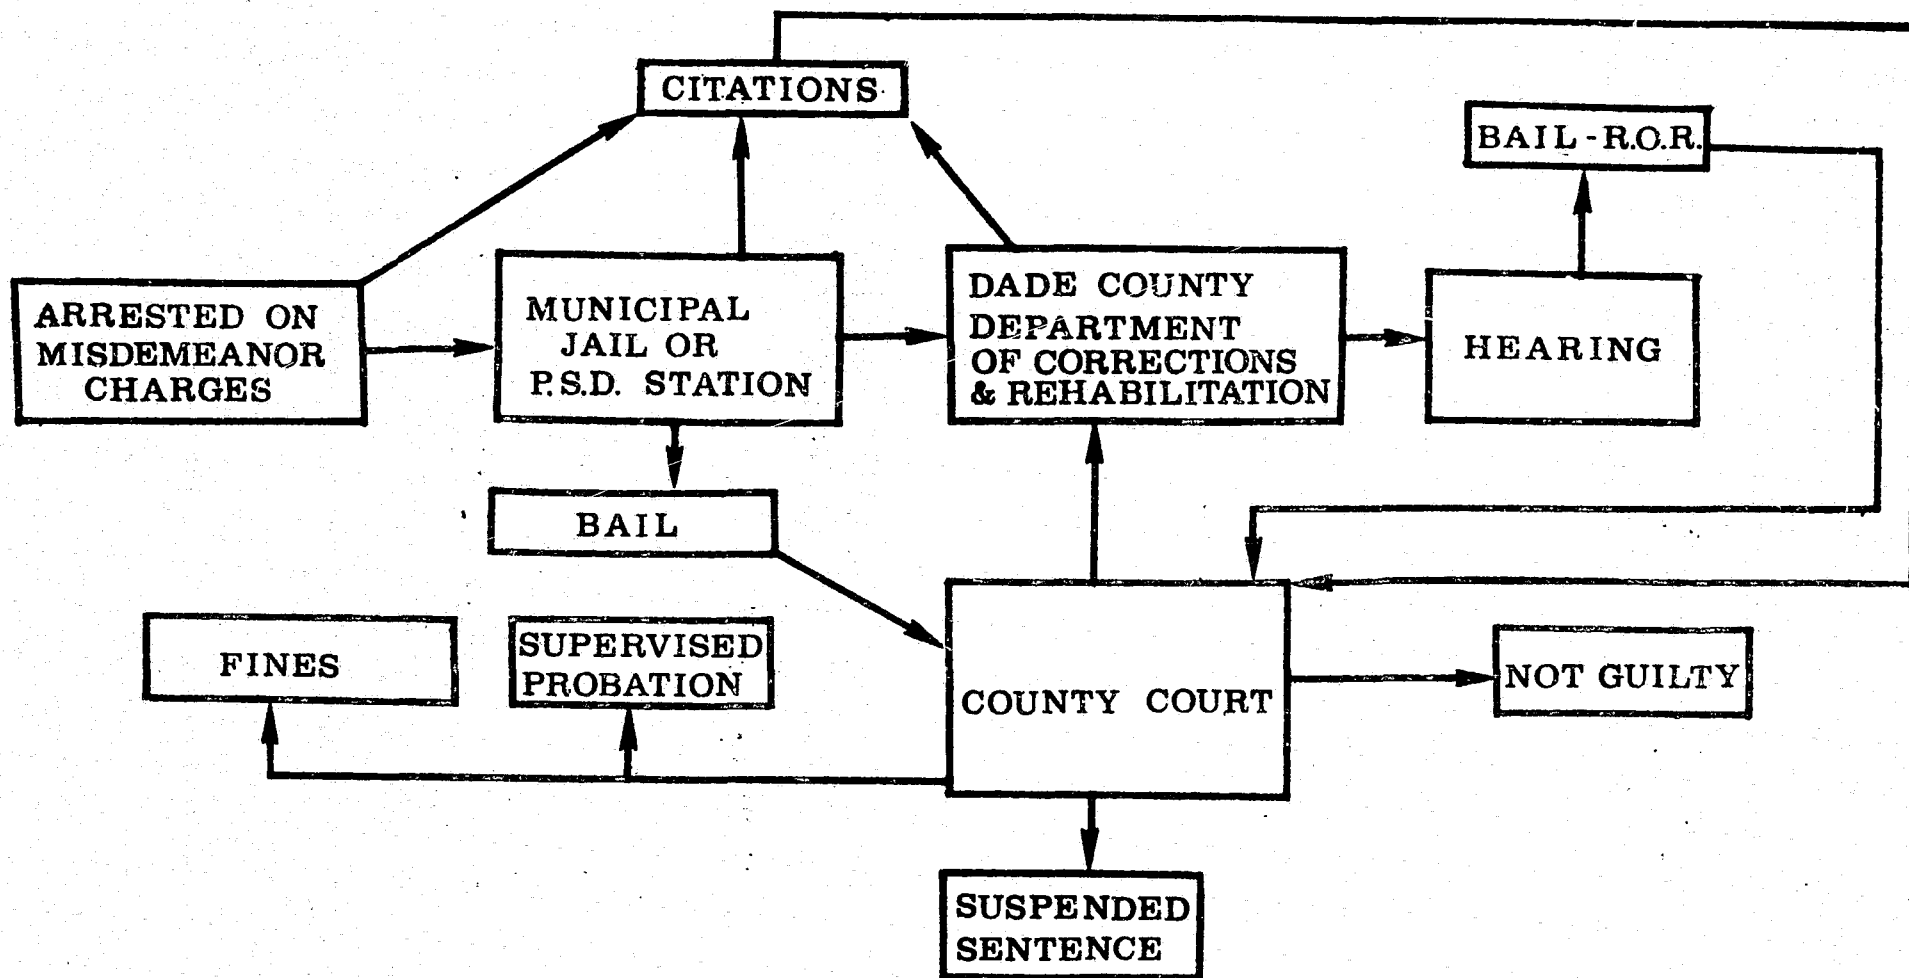 CITATIONS
BAIL - R.O.R.
ARRESTED ON
MISDEMEANOR
CHARGES
MUNICIPAL
JAIL OR
P.S.D. STATION
DADE COUNTY
DEPARTMENT
OF CORRECTIONS
& REHABILITATION
HEARING
BAIL
FINES
SUPERVISED
PROBATION
COUNTY COURT
NOT GUILTY
SUSPENDED
SENTENCE